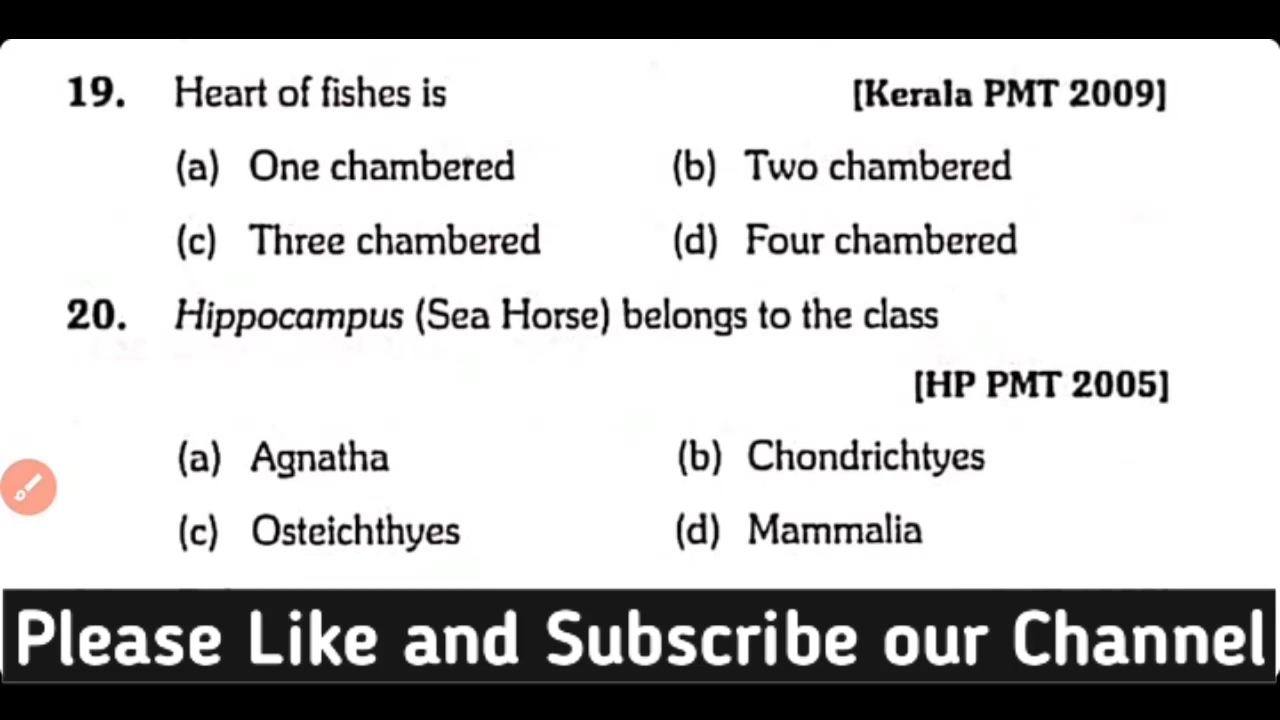 19. Heart of fishes is [Kerala PMT 2009]
(a) One chambered (b) Two chambered
(c) Three chambered (d) Four chambered
20. Hippocampus (Sea Horse) belongs to the class
[HP PMT 2005]
(a) Agnatha (b) Chondrichtyes
(c) Osteichthyes (d) Mammalia
Please Like and Subscribe our Channel